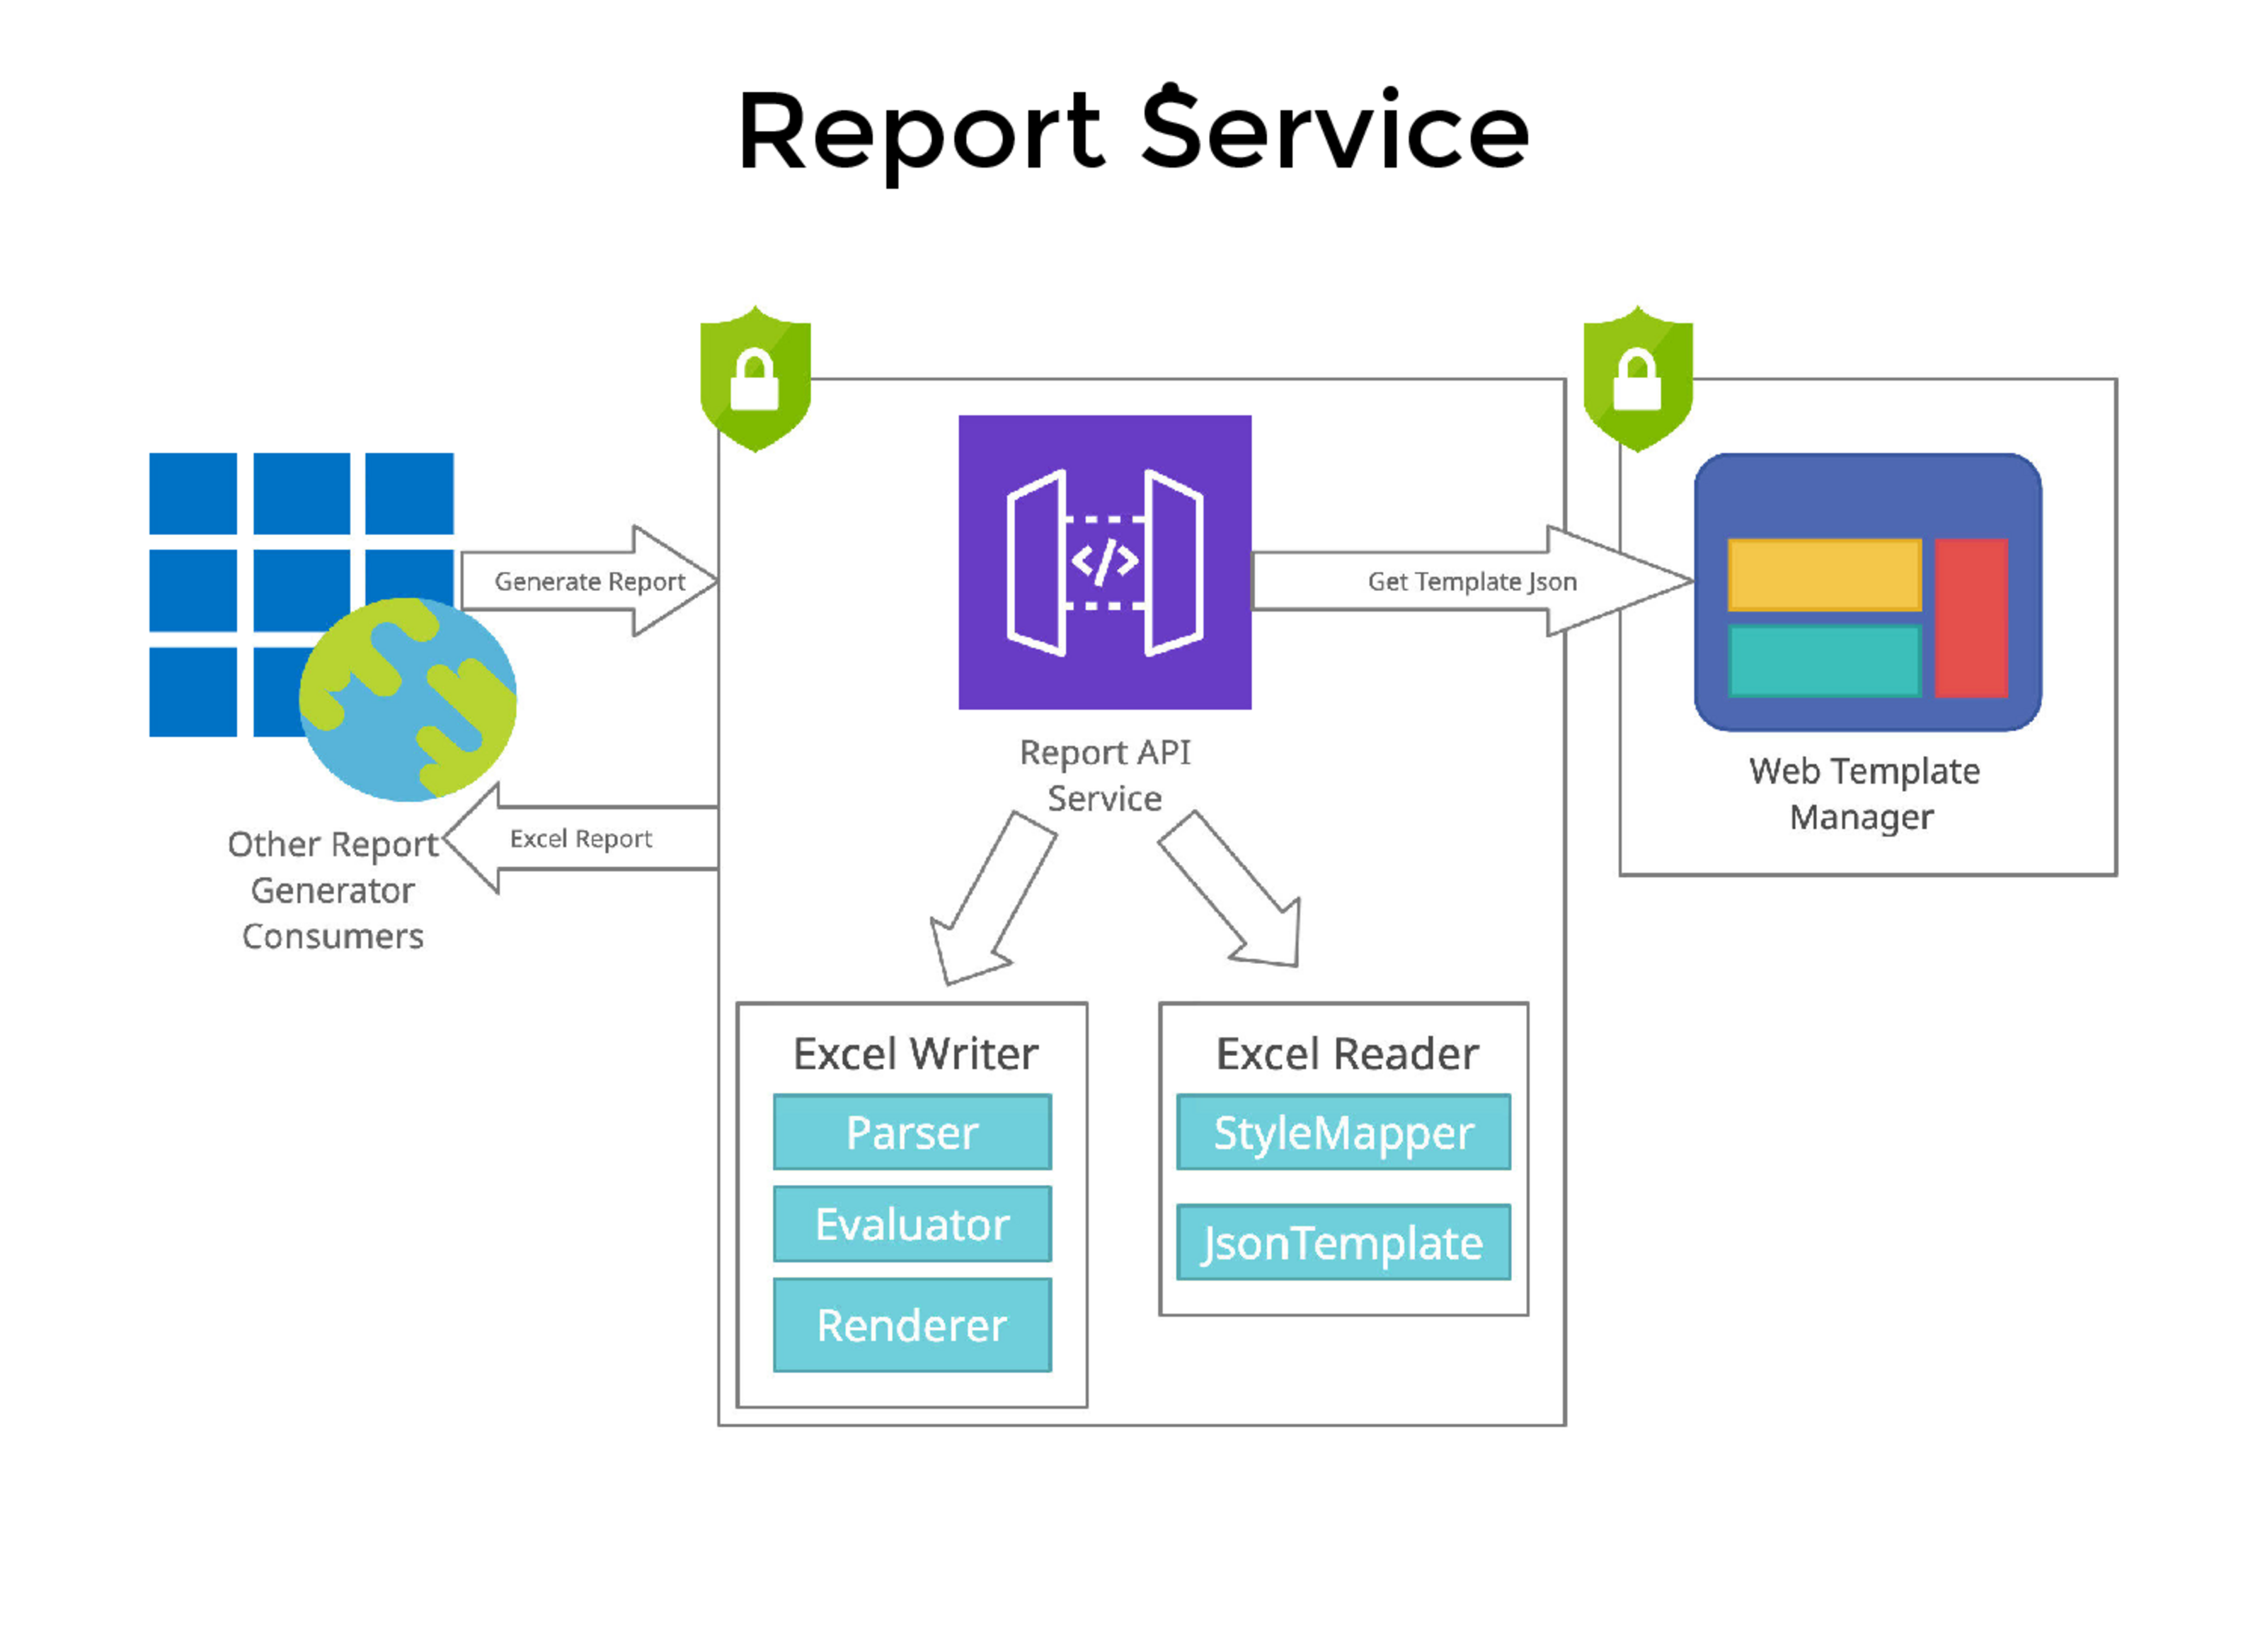 Report Service
Generate Report
Get Template Json
Report API
Service
Web Template
Manager
Excel Report
Other Report
Generator
Consumers
Excel Writer
Parser
Evaluator
Renderer
Excel Reader
StyleMapper
JsonTemplate